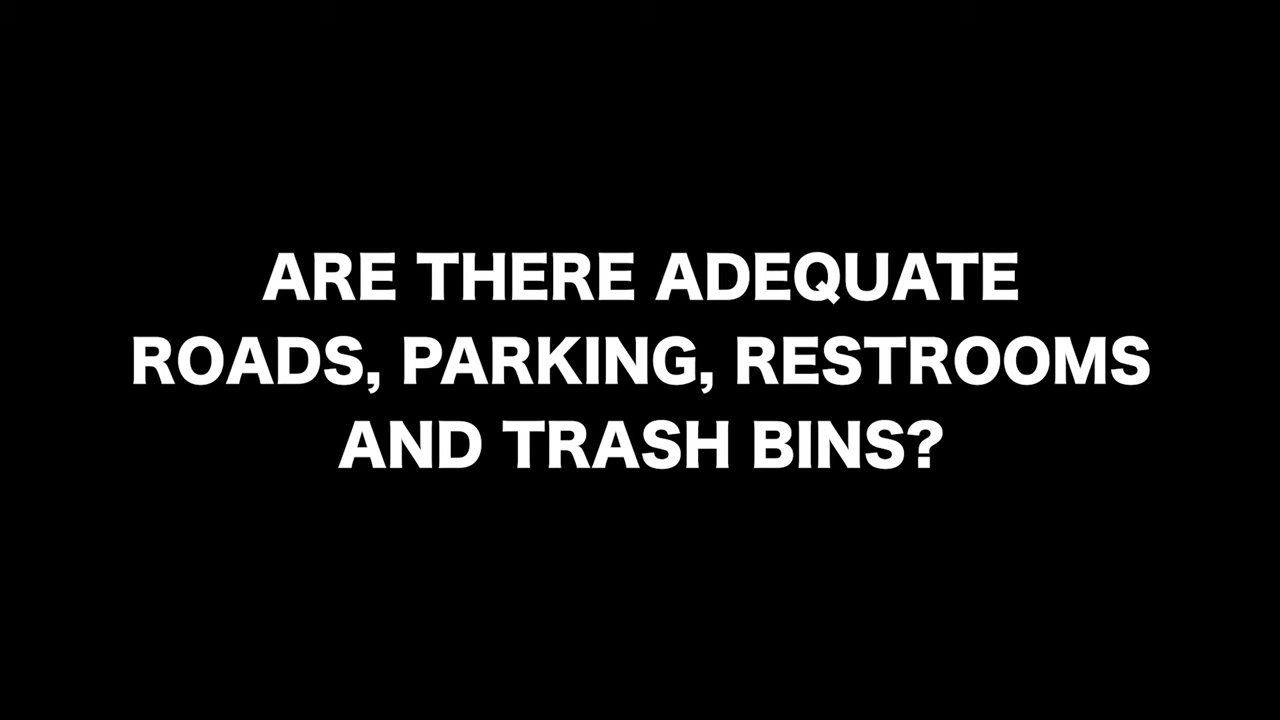 ARE THERE ADEQUATE
ROADS, PARKING, RESTROOMS
AND TRASH BINS?